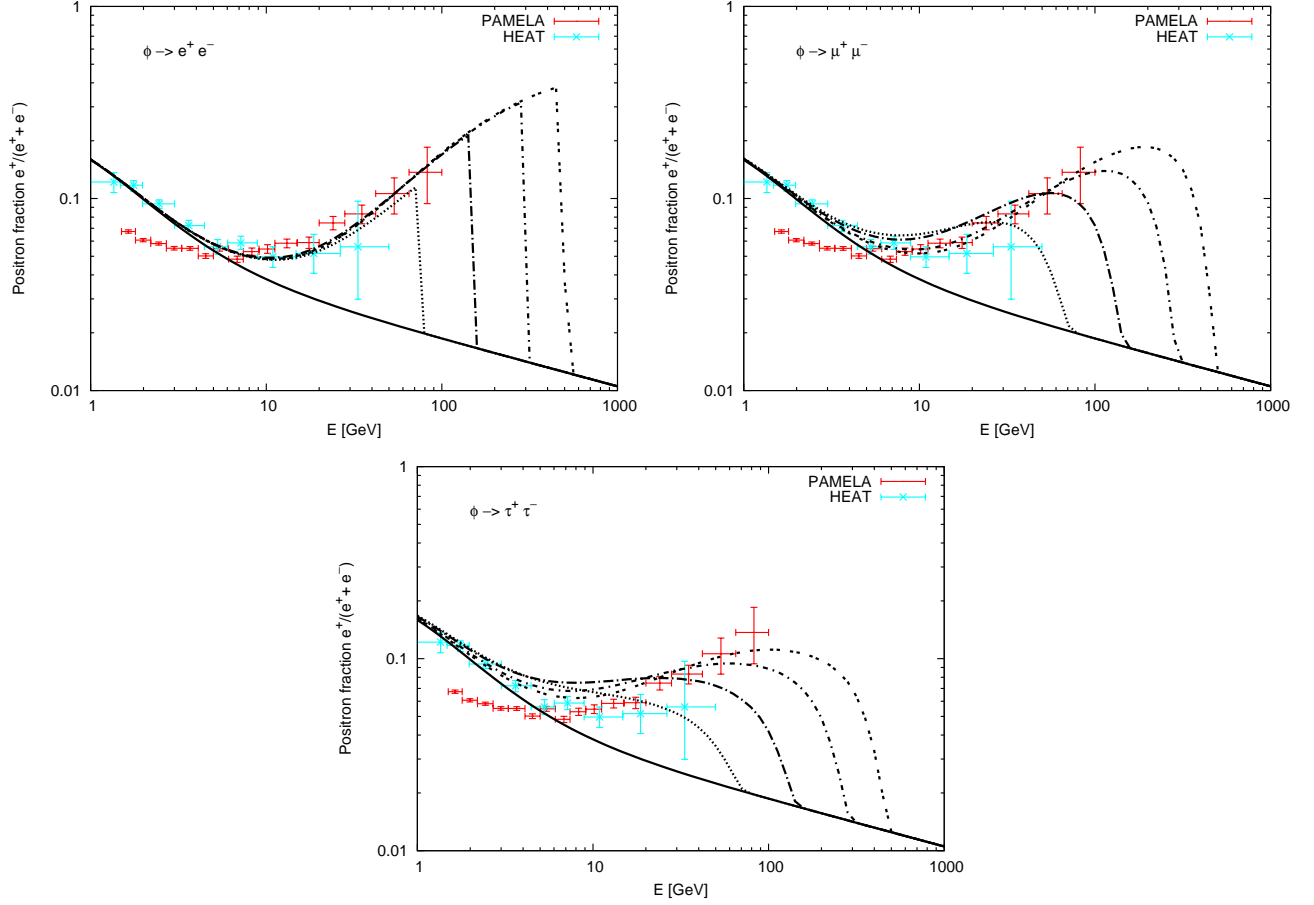 1
0.1
0.01
1
10
100
1000
Positron fraction e⁺/(e⁺+ e⁻)
E [GeV]
PAMELA
HEAT
ϕ −> e⁺ e⁻
1
0.1
0.01
1
10
100
1000
Positron fraction e⁺/(e⁺+ e⁻)
E [GeV]
PAMELA
HEAT
ϕ −> μ⁺ μ⁻
1
0.1
0.01
1
10
100
1000
Positron fraction e⁺/(e⁺+ e⁻)
E [GeV]
PAMELA
HEAT
ϕ −> τ⁺ τ⁻